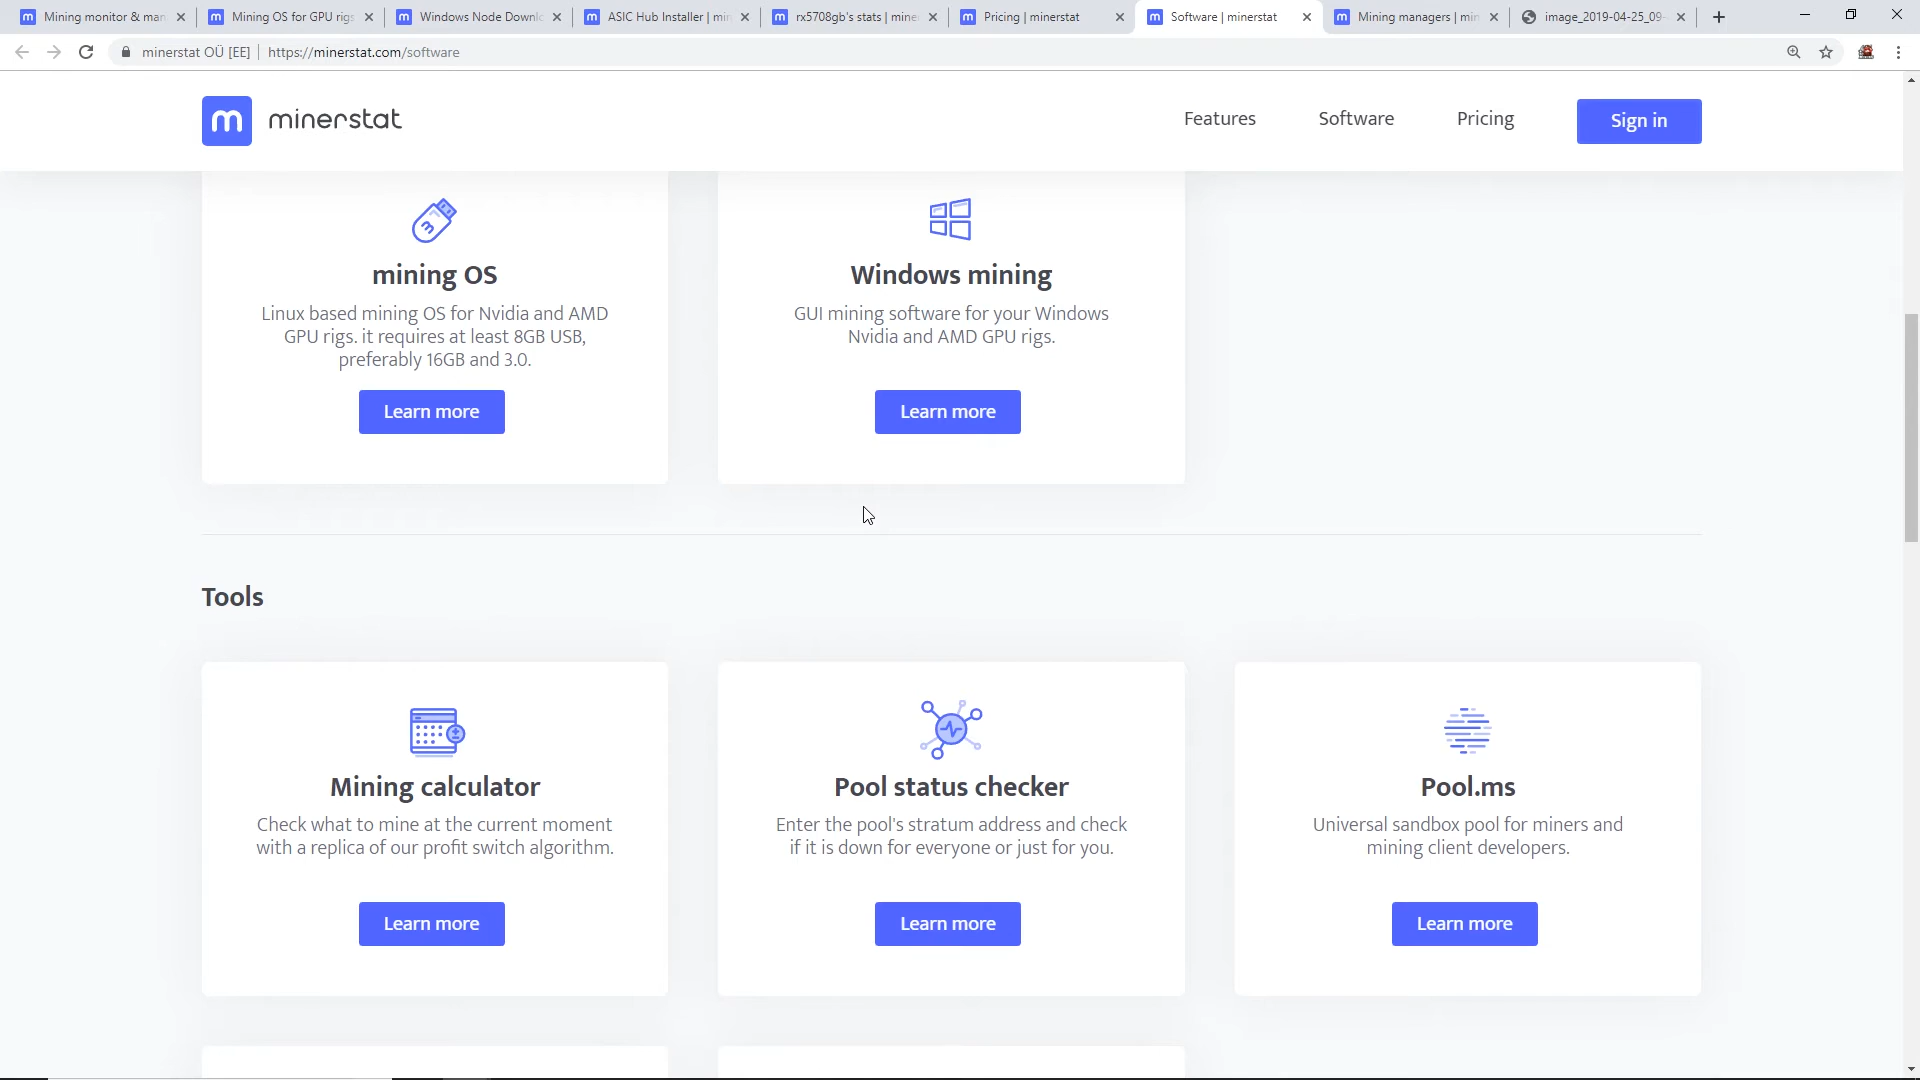 Mining monitor & man
Mining OS for GPU rigs
Windows Node Downlo
ASIC Hub Installer | min
rx5708gb's stats | miner
Pricing | minerstat
Software | minerstat
Mining managers | min
image_2019-04-25_09-
minerstat OÜ [EE]
https://minerstat.com/software
m minerstat
Features
Software
Pricing
Sign in
mining OS
Linux based mining OS for Nvidia and AMD
GPU rigs. it requires at least 8GB USB,
preferably 16GB and 3.0.
Learn more
Windows mining
GUI mining software for your Windows
Nvidia and AMD GPU rigs.
Learn more
Tools
Mining calculator
Check what to mine at the current moment
with a replica of our profit switch algorithm.
Learn more
Pool status checker
Enter the pool's stratum address and check
if it is down for everyone or just for you.
Learn more
Pool.ms
Universal sandbox pool for miners and
mining client developers.
Learn more